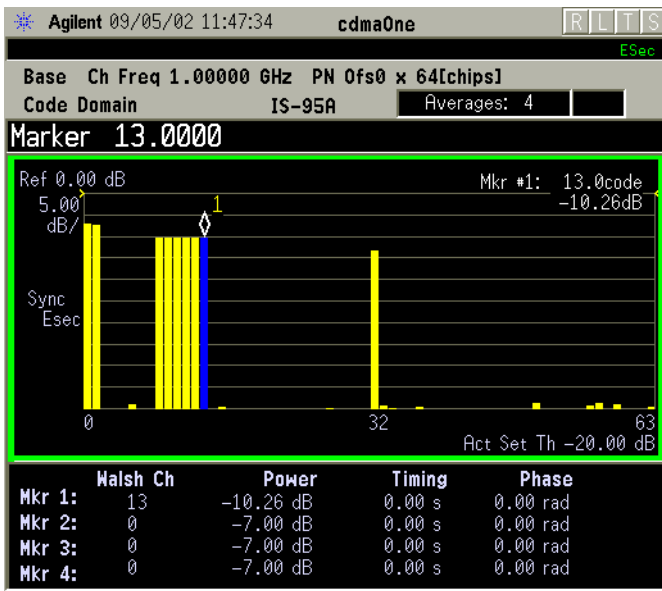 Agilent 09/05/02 11:47:34 cdmaOne R L T S
ESec
Base Ch Freq 1.00000 GHz PN Ofs0 x 64[chips]
Code Domain IS-95A Averages: 4
Marker 13.0000
Ref 0.00 dB Mkr #1: 13.0code
5.00 1 -10.26dB
dB/
Sync
Esec
0 32 63
Act Set Th -20.00 dB
Walsh Ch Power Timing Phase
Mkr 1: 13 -10.26 dB 0.00 s 0.00 rad
Mkr 2: 0 -7.00 dB 0.00 s 0.00 rad
Mkr 3: 0 -7.00 dB 0.00 s 0.00 rad
Mkr 4: 0 -7.00 dB 0.00 s 0.00 rad